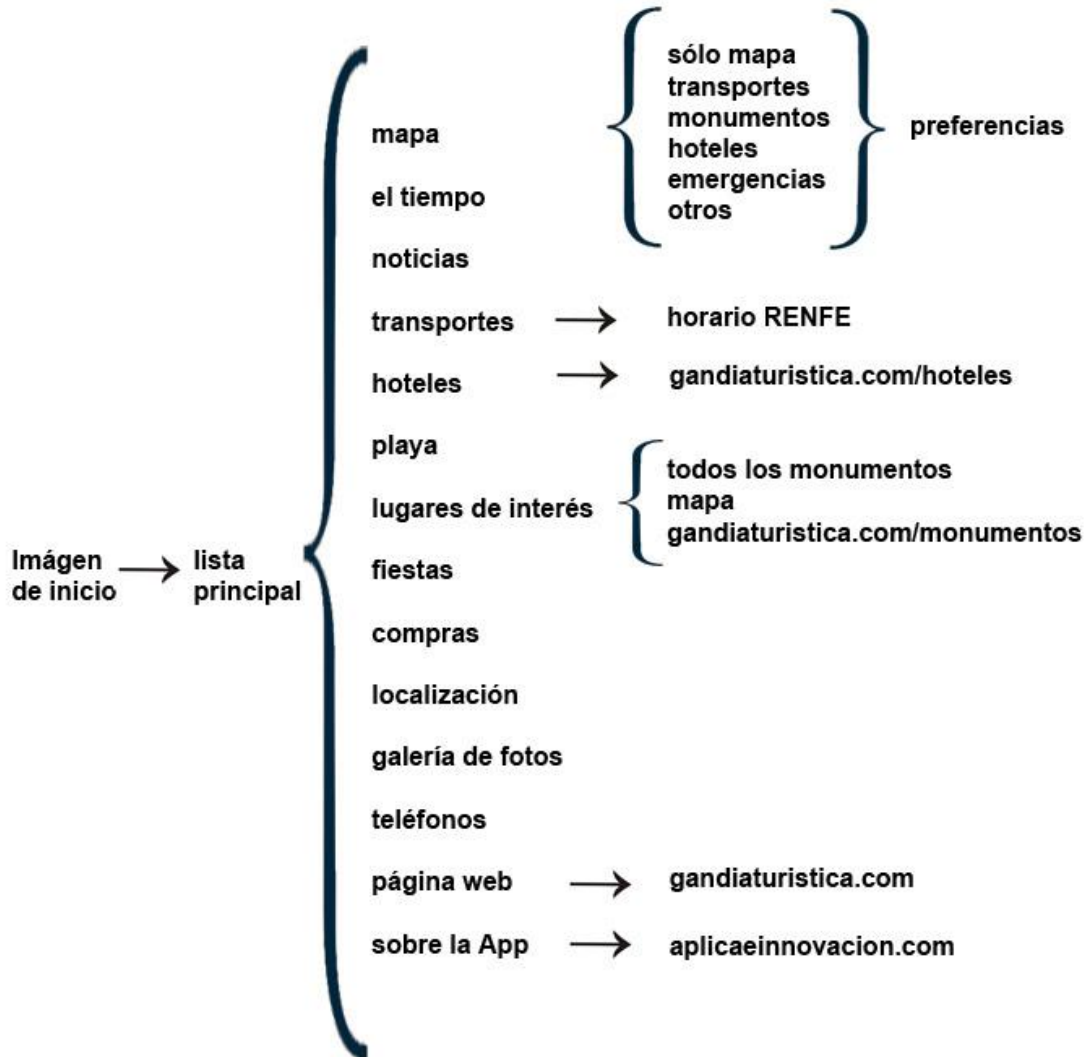 Imágen
de inicio
lista
principal
mapa
sólo mapa
transportes
monumentos
hoteles
emergencias
otros
preferencias
el tiempo
noticias
transportes
horario RENFE
hoteles
gandiaturistica.com/hoteles
playa
lugares de interés
todos los monumentos
mapa
gandiaturistica.com/monumentos
fiestas
compras
localización
galería de fotos
teléfonos
página web
gandiaturistica.com
sobre la App
aplicaeinnovacion.com